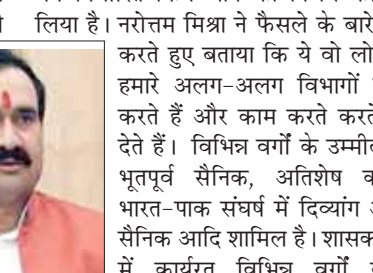 लिया है। नरोत्तम मिश्रा ने फैसले के बारे
करते हुए बताया कि ये वो लो
हमारे अलग-अलग विभागों
करते हैं और काम करते करते
देते हैं। विभिन्न वर्गों के उम्मीद
भूतपूर्व सैनिक, अतिशेष क
भारत-पाक संघर्ष में दिव्यांग अ
सैनिक आदि शामिल है। शासक
में कार्यरत विभिन्न वर्गों